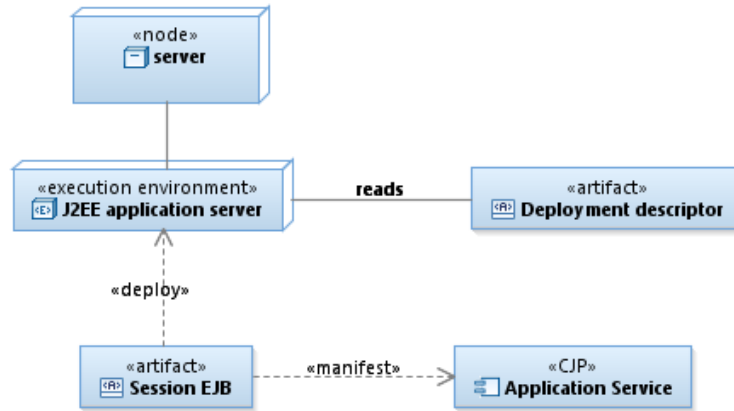 «node»
server
«execution environment»
J2EE application server
reads
«artifact»
Deployment descriptor
«deploy»
«artifact»
Session EJB
«manifest»
«CJP»
Application Service